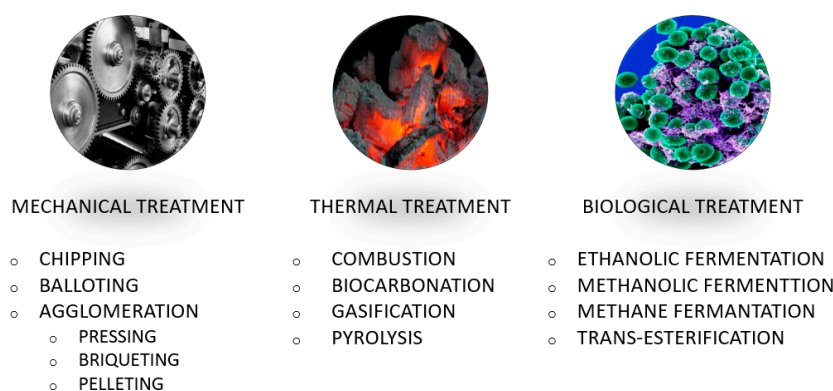 MECHANICAL TREATMENT
CHIPPING
BALLOTING
AGGLOMERATION
PRESSING
BRIQUETING
PELLETING
THERMAL TREATMENT
COMBUSTION
BIOCARBONATION
GASIFICATION
PYROLYSIS
BIOLOGICAL TREATMENT
ETHANOLIC FERMENTATION
METHANOLIC FERMENTTION
METHANE FERMANTATION
TRANS-ESTERIFICATION